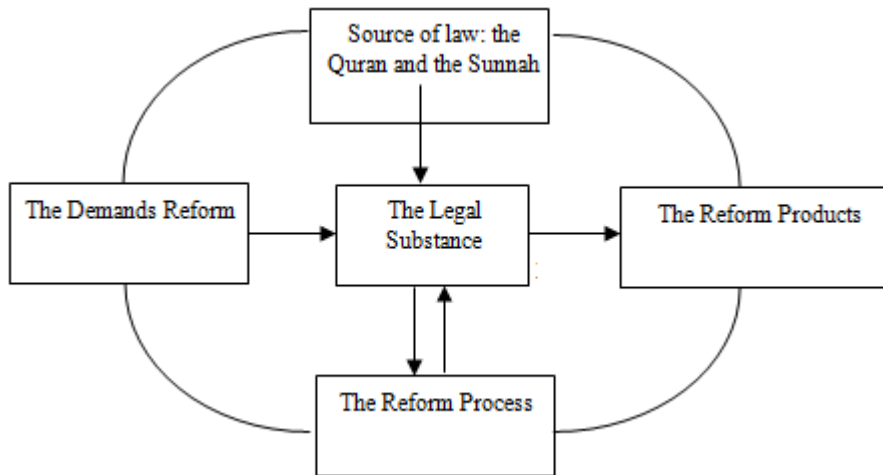 Source of law: the
Quran and the Sunnah
The Demands Reform
The Legal
Substance
The Reform Products
The Reform Process